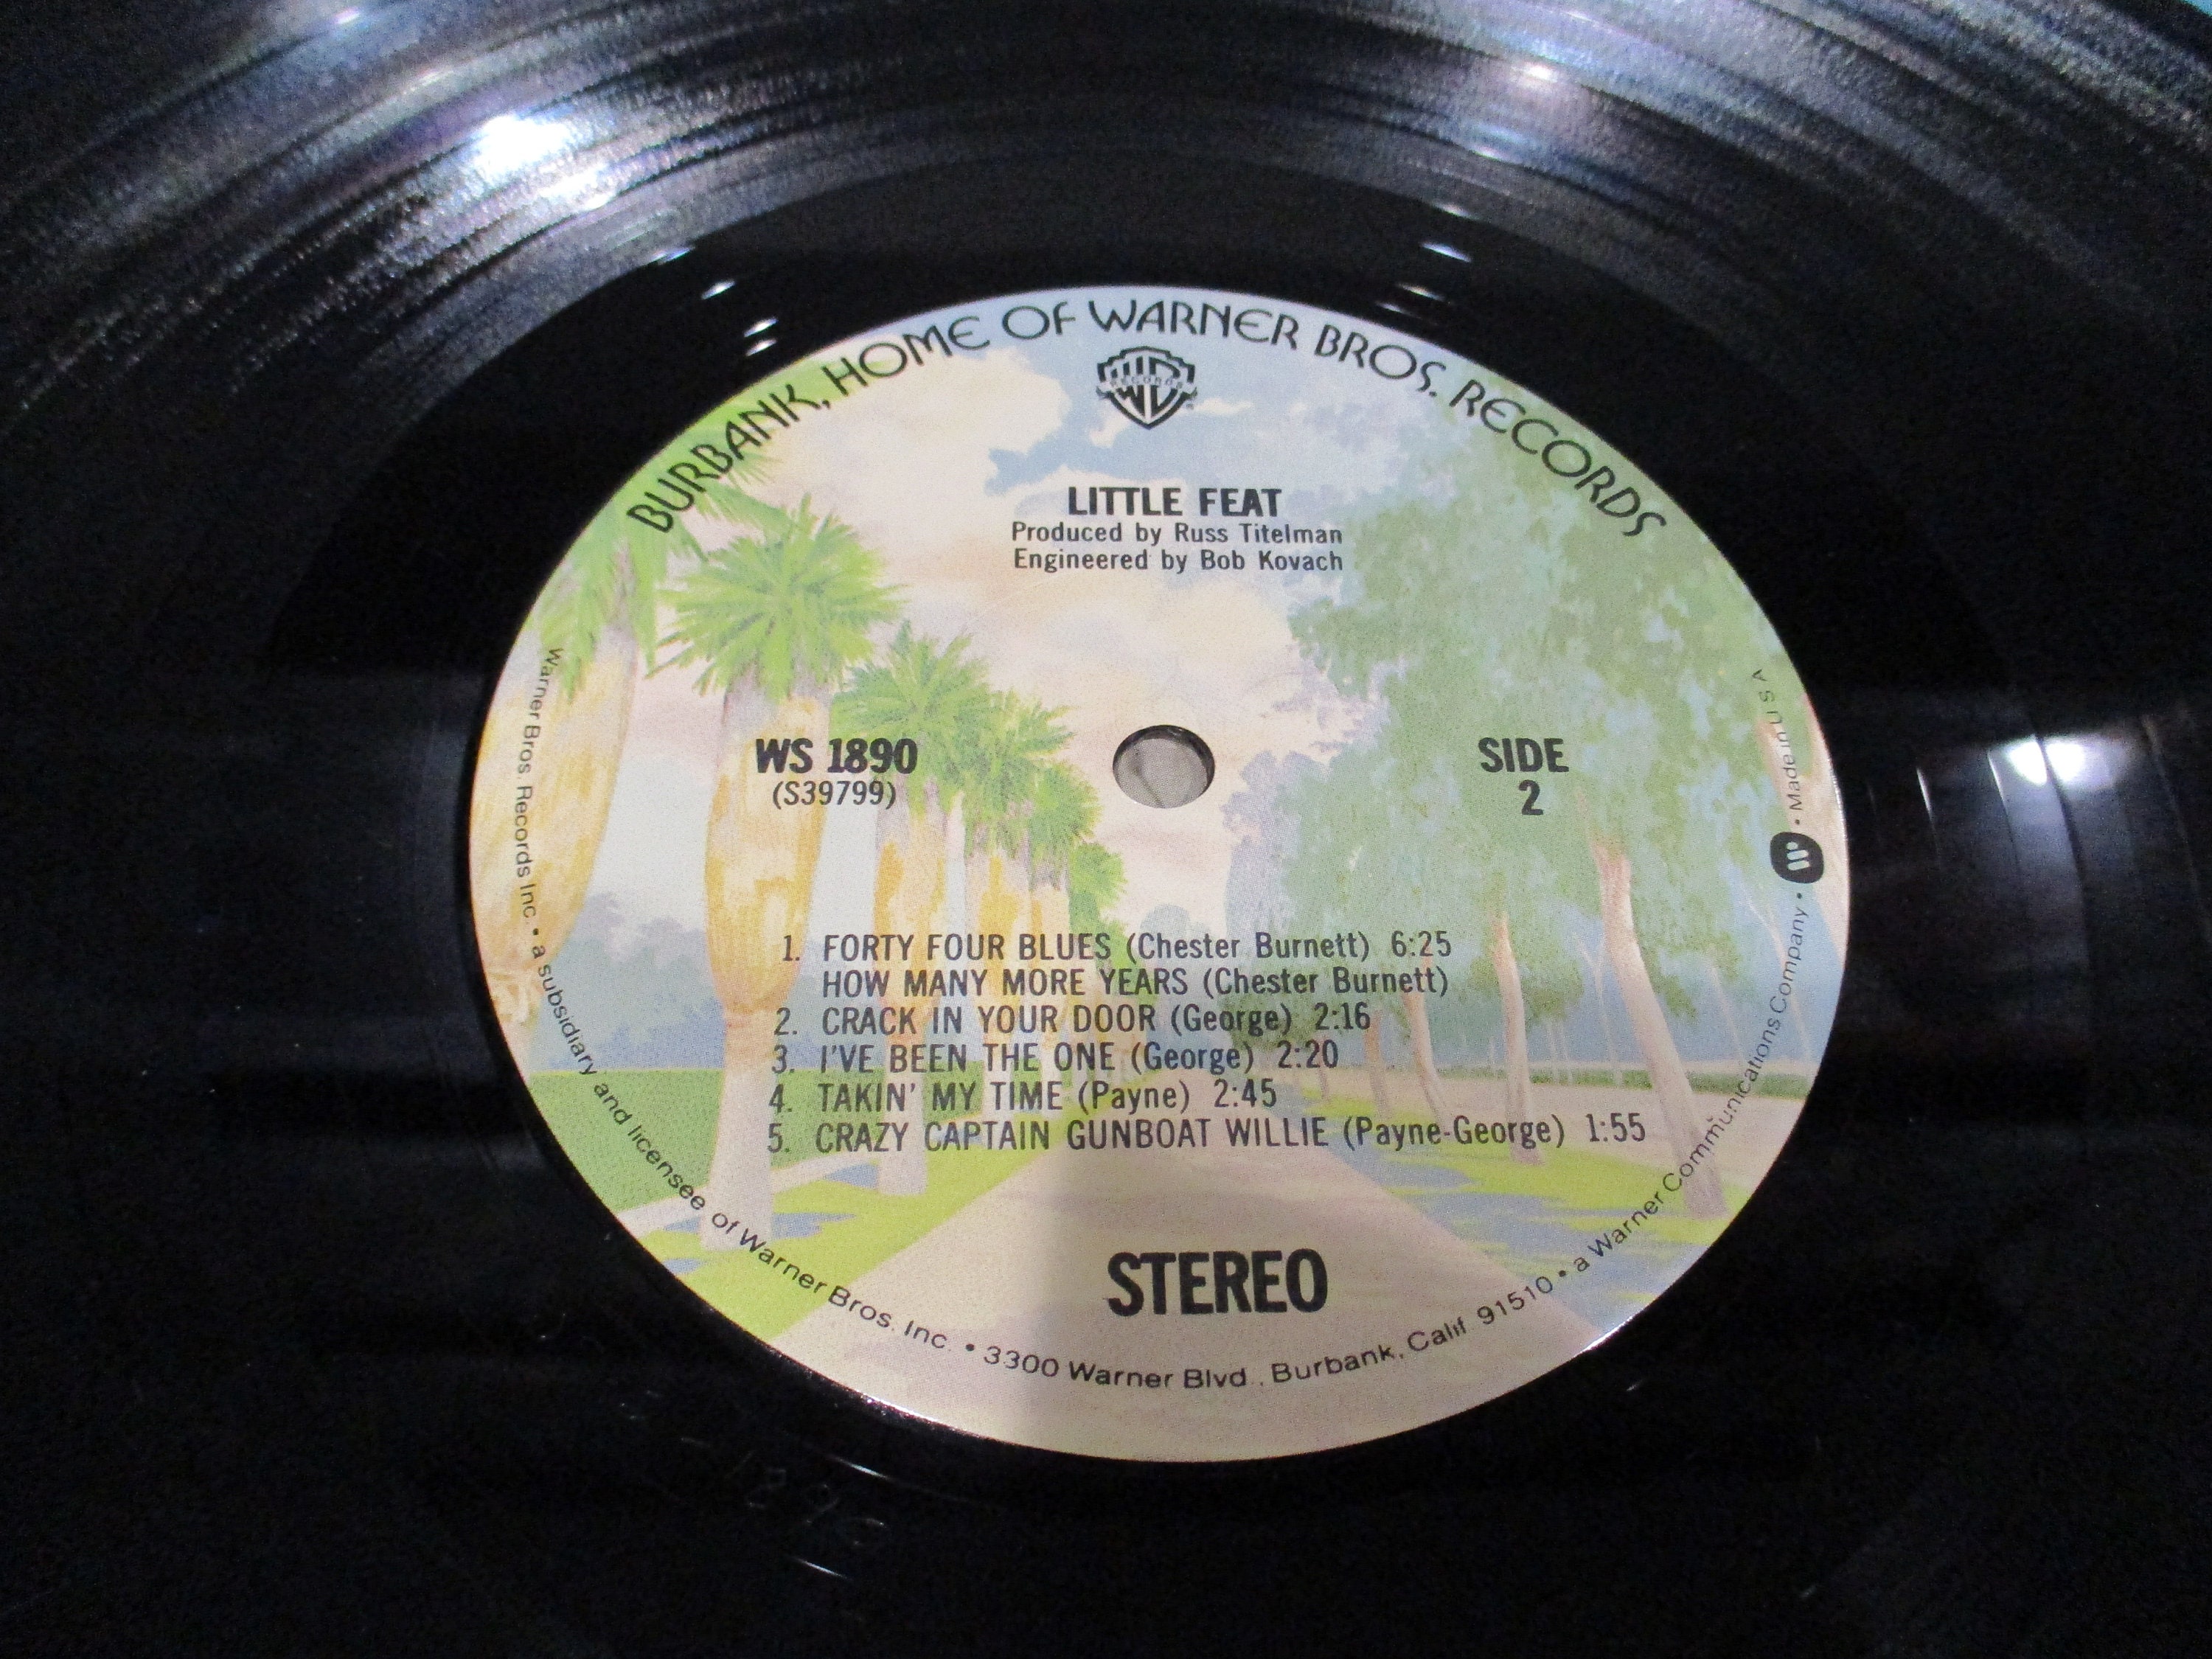 BURBANK, HOME OF WARNER BROS. RECORDS
RECORDS
LITTLE FEAT
Produced by Russ Titelman
Engineered by Bob Kovach
WS 1890
(S39799)
SIDE
2
1. FORTY FOUR BLUES (Chester Burnett) 6:25
HOW MANY MORE YEARS (Chester Burnett)
2. CRACK IN YOUR DOOR (George) 2:16
3. I'VE BEEN THE ONE (George) 2:20
4. TAKIN' MY TIME (Payne) 2:45
5. CRAZY CAPTAIN GUNBOAT WILLIE (Payne-George) 1:55
STEREO
Warner Bros. Records Inc. • a subsidiary and licensee of Warner Bros. Inc. • 3300 Warner Blvd., Burbank, Calif 91510 • a Warner Communications Company • W • Made in U S A